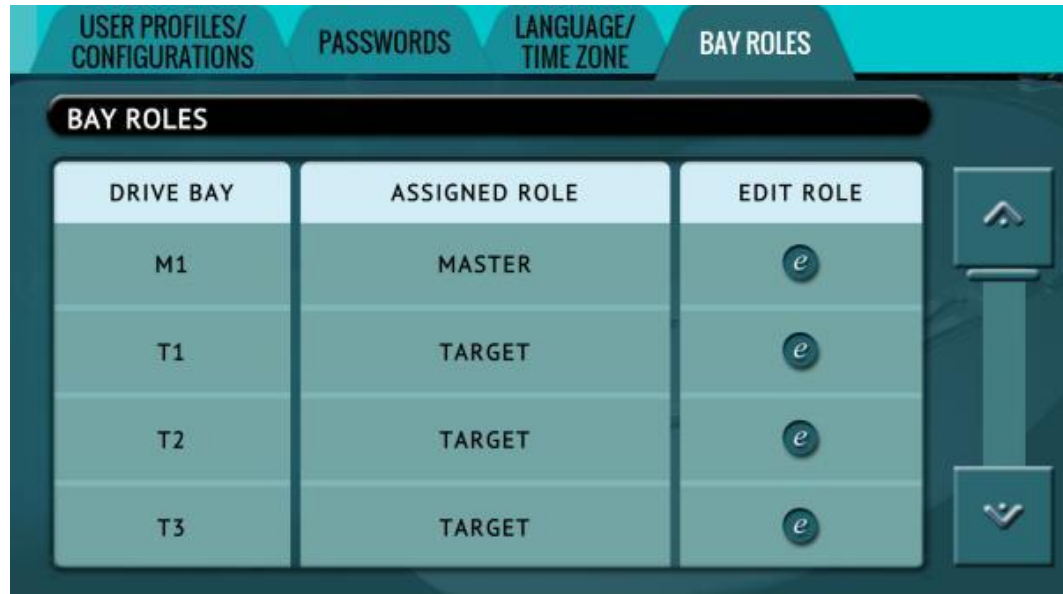 USER PROFILES/
CONFIGURATIONS
PASSWORDS
LANGUAGE/
TIME ZONE
BAY ROLES
BAY ROLES
DRIVE BAY ASSIGNED ROLE EDIT ROLE
M1 MASTER e
T1 TARGET e
T2 TARGET e
T3 TARGET e